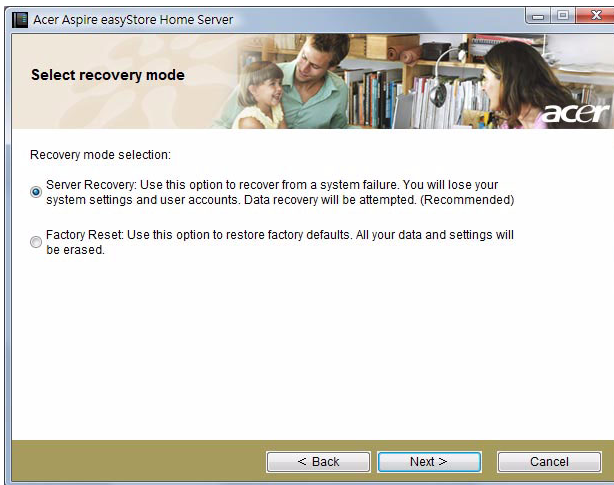 Acer Aspire easyStore Home Server
Select recovery mode
acer
Recovery mode selection:
Server Recovery: Use this option to recover from a system failure. You will lose your
system settings and user accounts. Data recovery will be attempted. (Recommended)
Factory Reset: Use this option to restore factory defaults. All your data and settings will
be erased.
< Back
Next >
Cancel